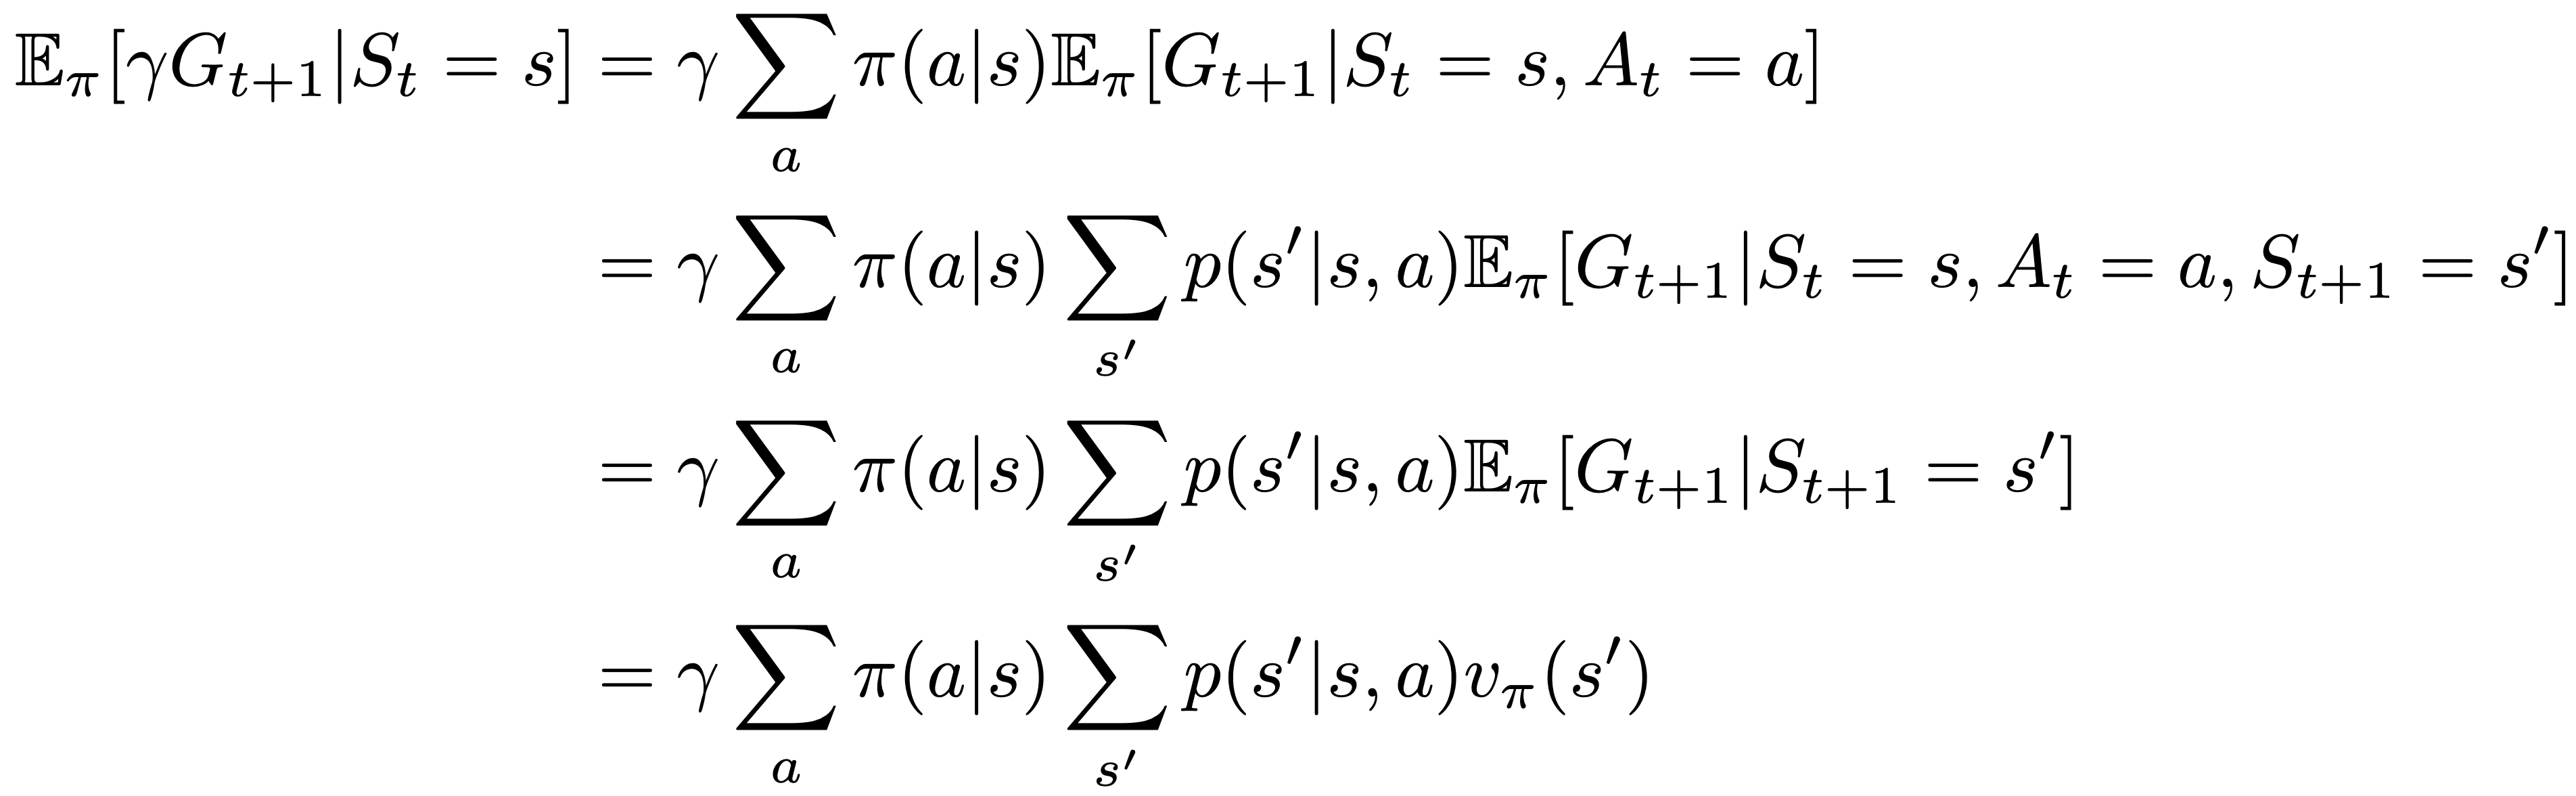 𝔼_π[γG_{t+1}|S_t = s] = γ ∑_a π(a|s)𝔼_π[G_{t+1}|S_t = s, A_t = a]
= γ ∑_a π(a|s) ∑_{s′} p(s′|s, a)𝔼_π[G_{t+1}|S_t = s, A_t = a, S_{t+1} = s′]
= γ ∑_a π(a|s) ∑_{s′} p(s′|s, a)𝔼_π[G_{t+1}|S_{t+1} = s′]
= γ ∑_a π(a|s) ∑_{s′} p(s′|s, a)v_π(s′)